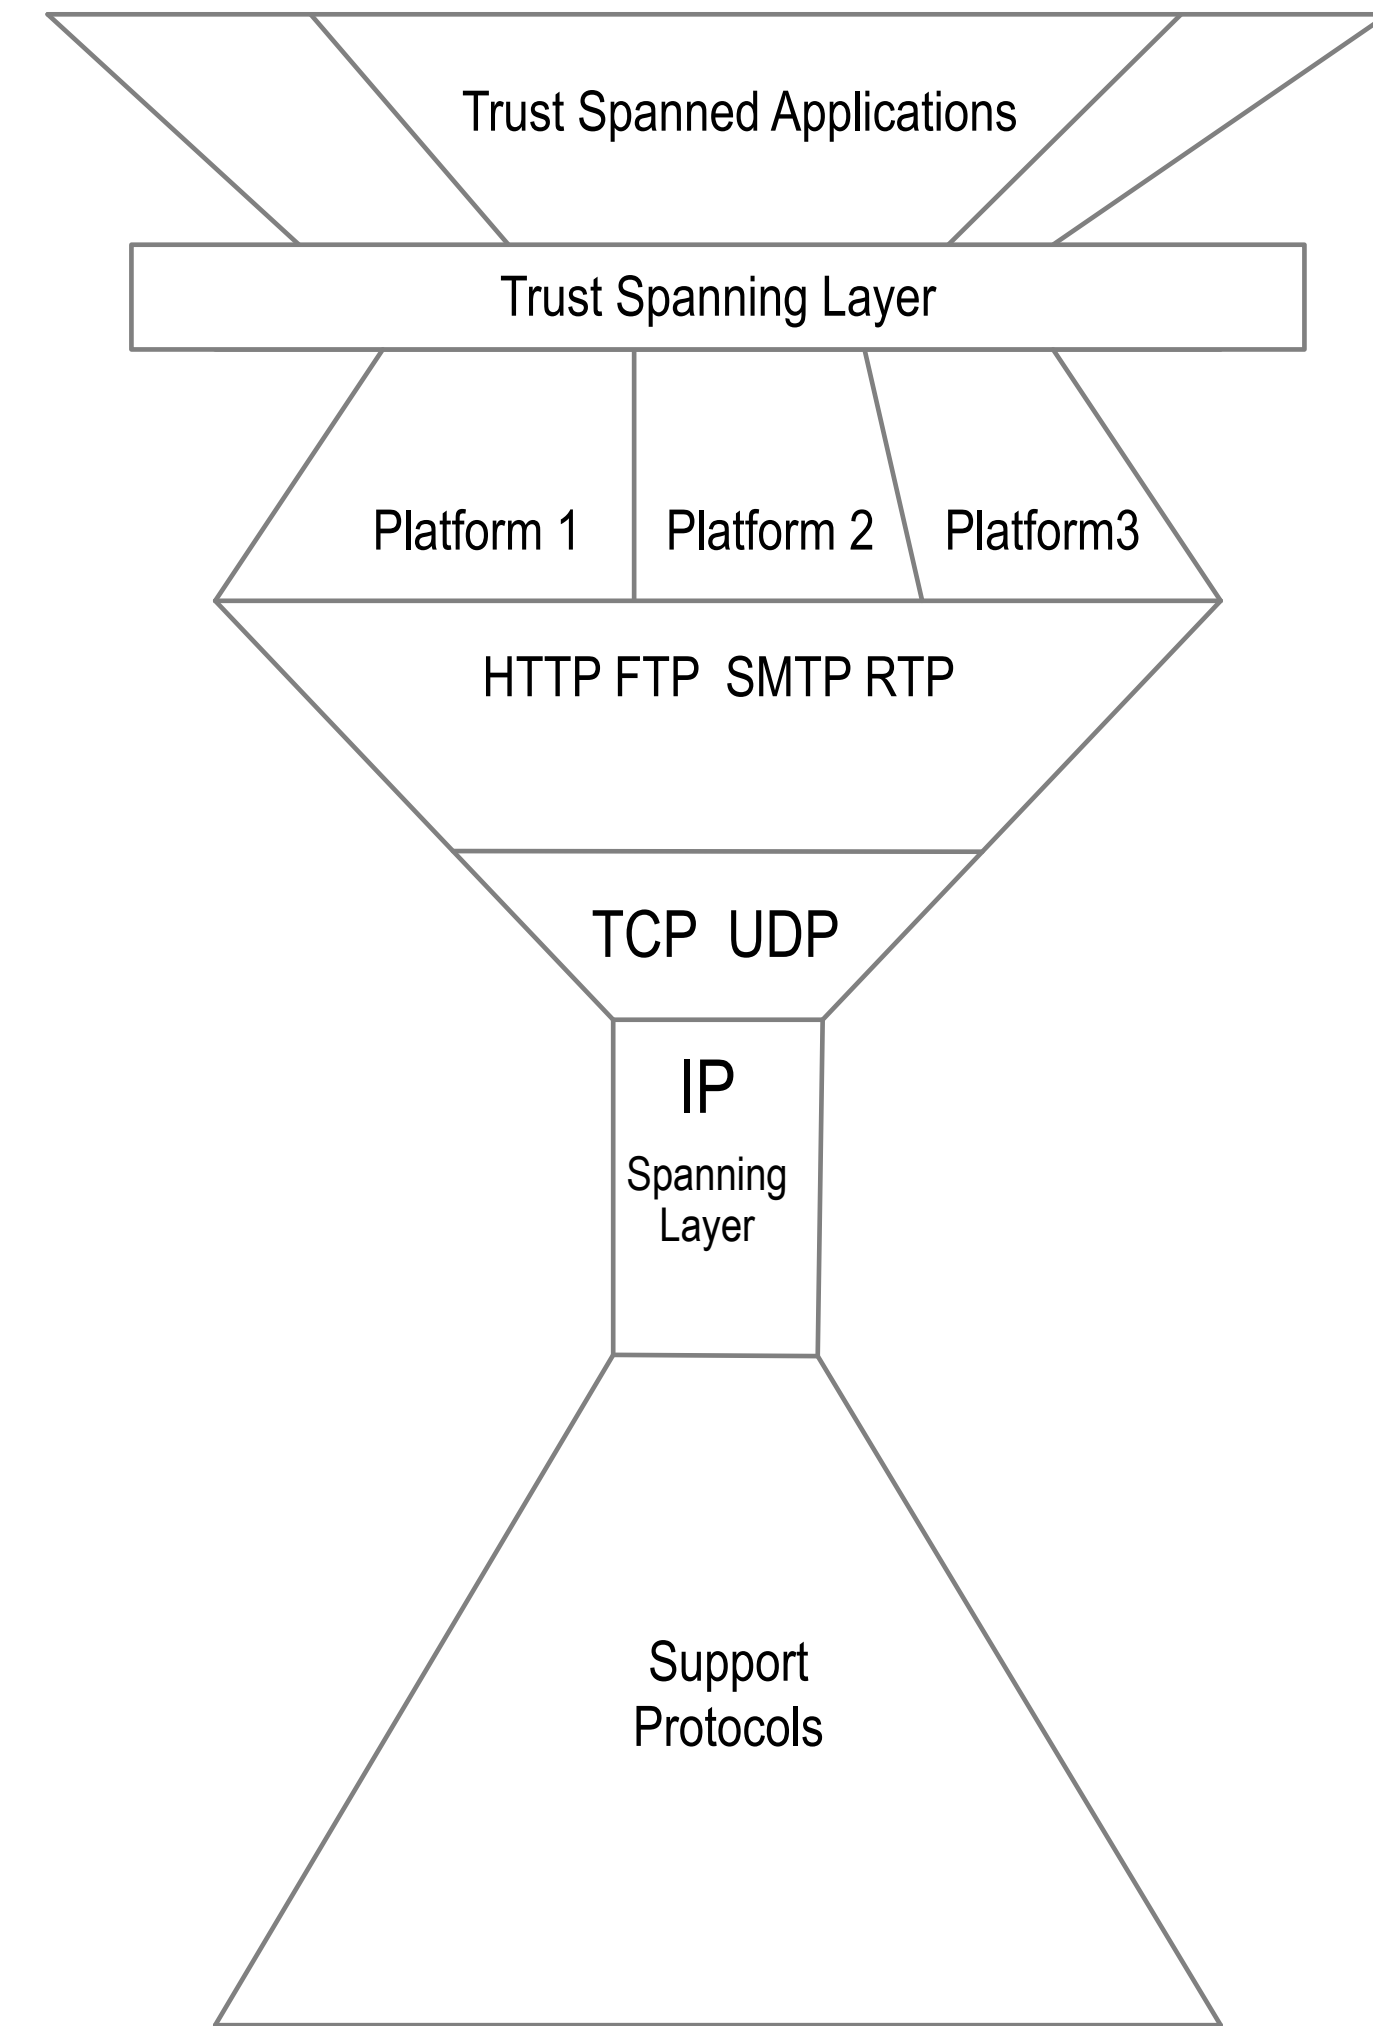 Trust Spanned Applications
Trust Spanning Layer
Platform 1 Platform 2 Platform3
HTTP FTP SMTP RTP
TCP UDP
IP
Spanning
Layer
Support
Protocols